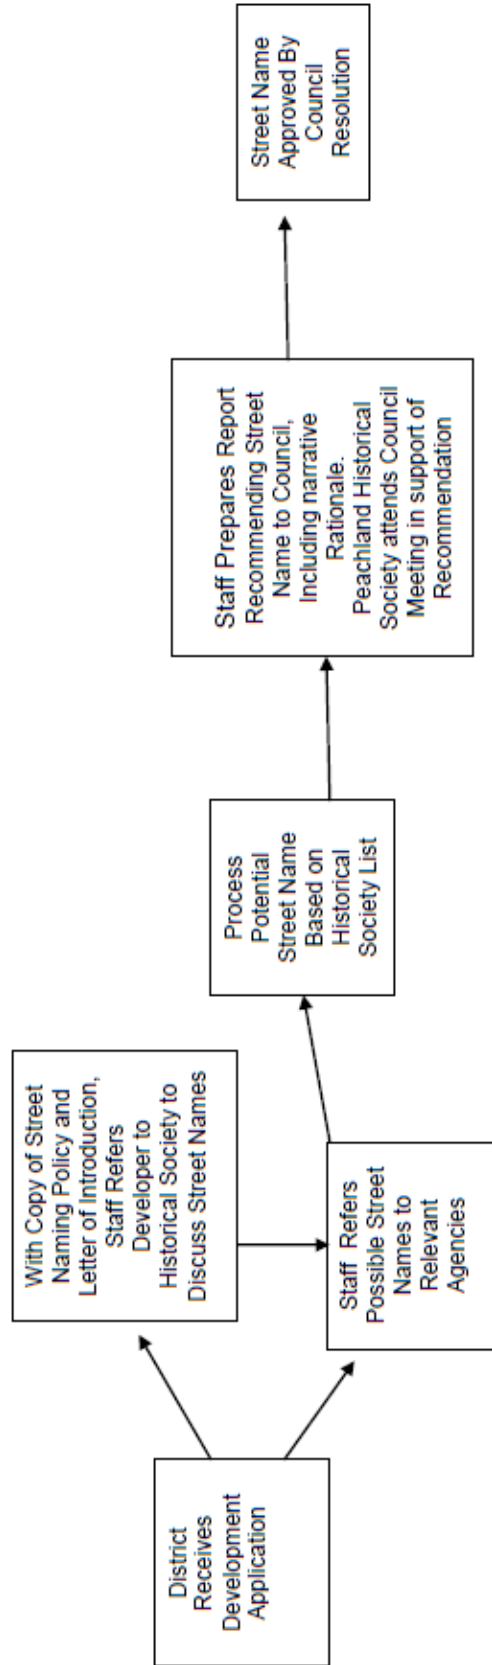 District
Receives
Development
Application
With Copy of Street
Naming Policy and
Letter of Introduction,
Staff Refers
Developer to
Historical Society to
Discuss Street Names
Staff Refers
Possible Street
Names to
Relevant
Agencies
Process
Potential
Street Name
Based on
Historical
Society List
Staff Prepares Report
Recommending Street
Name to Council,
Including narrative
Rationale.
Peachland Historical
Society attends Council
Meeting in support of
Recommendation
Street Name
Approved By
Council
Resolution